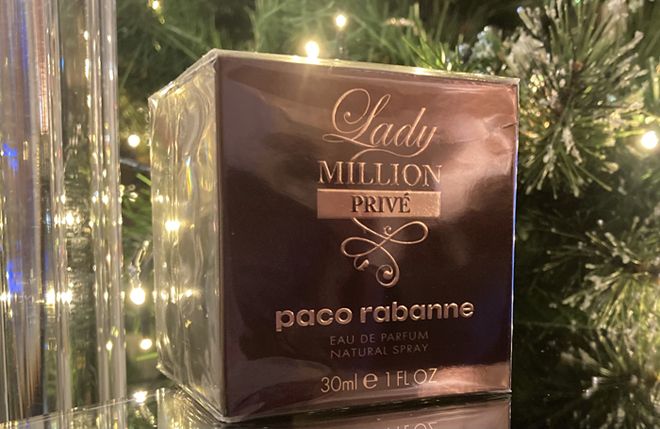 Lady
MILLION
PRIVÉ
paco rabanne
EAU DE PARFUM
NATURAL SPRAY
30ml ℮ 1 FL OZ